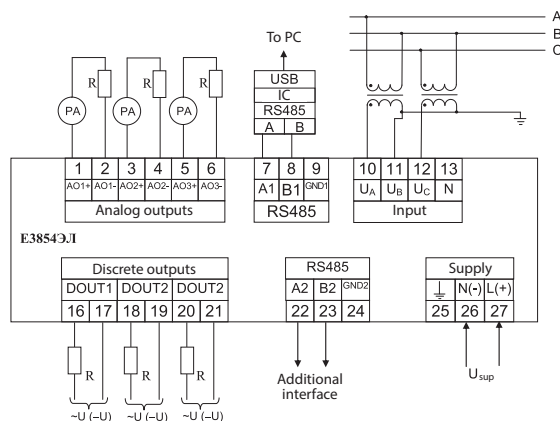 A
B
C
To PC
USB
IC
RS485
A B
R R R
PA PA PA
1 2 3 4 5 6
AO1+ AO1- AO2+ AO2- AO3+ AO3-
Analog outputs
7 8 9
A1 B1 GND1
RS485
10 11 12 13
UA UB UC N
Input
Е3854ЭЛ
Discrete outputs
DOUT1 DOUT2 DOUT2
16 17 18 19 20 21
RS485
A2 B2 GND2
22 23 24
Supply
N(-) L(+)
25 26 27
R R R
~U (–U) ~U (–U) ~U (–U)
Additional
interface
Usup